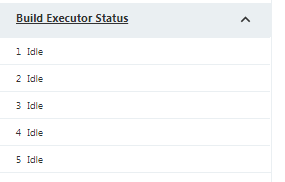 Build Executor Status
1 Idle
2 Idle
3 Idle
4 Idle
5 Idle